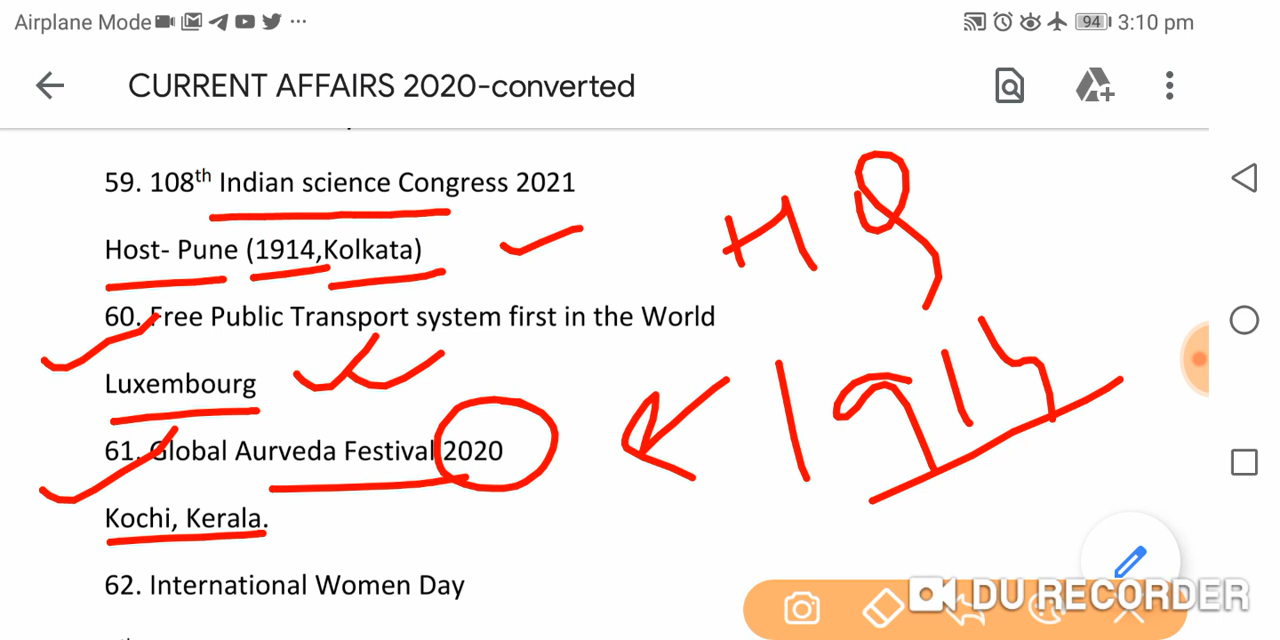 Airplane Mode ... 94 3:10 pm
CURRENT AFFAIRS 2020-converted
59. 108th Indian science Congress 2021
Host- Pune (1914,Kolkata)
60. Free Public Transport system first in the World
Luxembourg
61. Global Aurveda Festival 2020
Kochi, Kerala.
62. International Women Day
1914
DU RECORDER